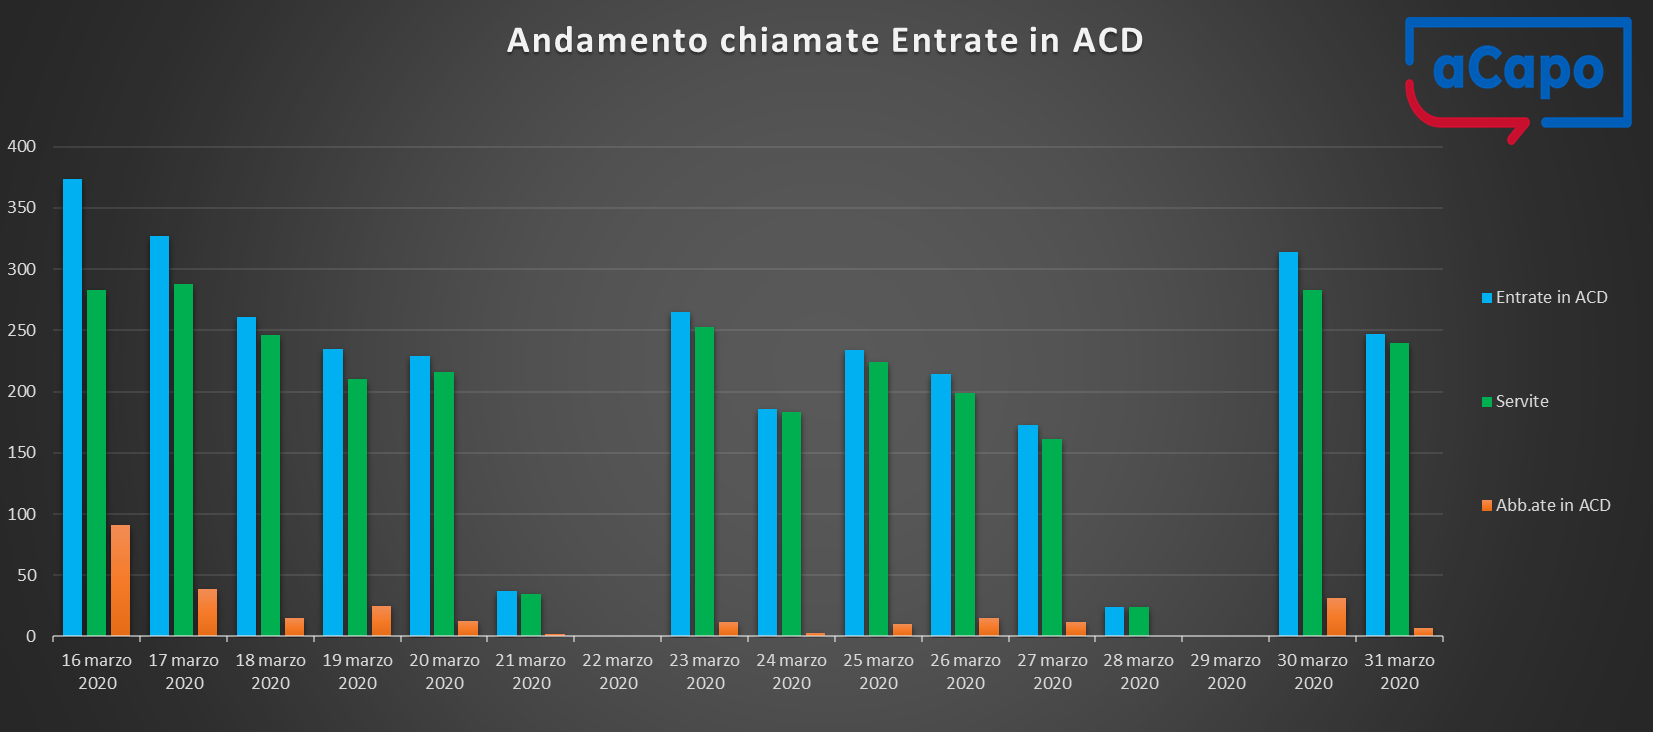 Andamento chiamate Entrate in ACD
aCapo
400
350
300
250
200
150
100
50
0
16 marzo 2020
17 marzo 2020
18 marzo 2020
19 marzo 2020
20 marzo 2020
21 marzo 2020
22 marzo 2020
23 marzo 2020
24 marzo 2020
25 marzo 2020
26 marzo 2020
27 marzo 2020
28 marzo 2020
29 marzo 2020
30 marzo 2020
31 marzo 2020
Entrate in ACD
Servite
Abb.ate in ACD